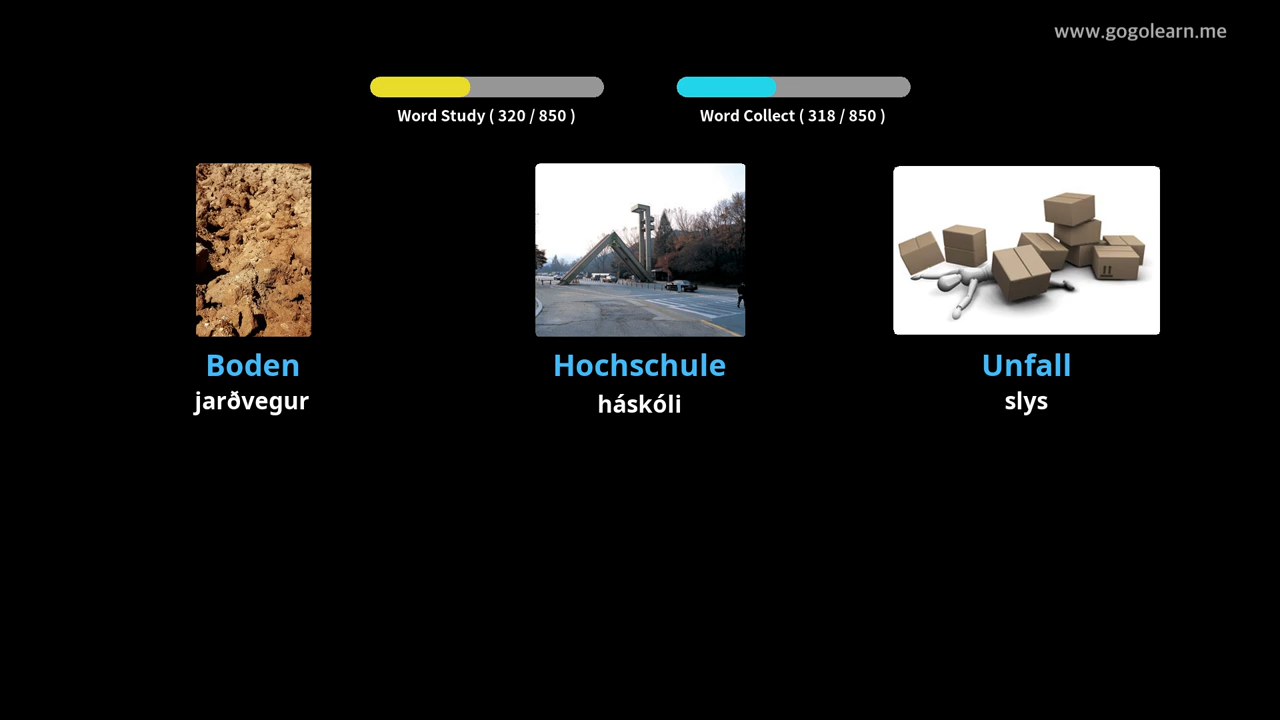 www.gogolearn.me
Word Study ( 320 / 850 )
Word Collect ( 318 / 850 )
Boden
jarðvegur
Hochschule
háskóli
Unfall
slys